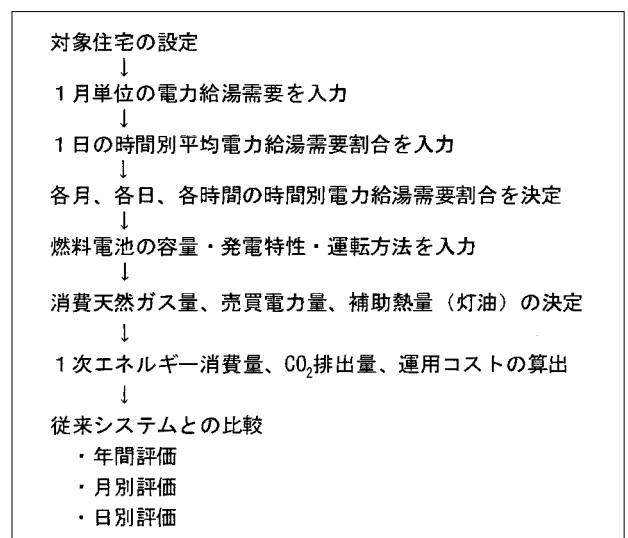 対象住宅の設定
↓
1月単位の電力給湯需要を入力
↓
1日の時間別平均電力給湯需要割合を入力
↓
各月、各日、各時間の時間別電力給湯需要割合を決定
↓
燃料電池の容量・発電特性・運転方法を入力
↓
消費天然ガス量、売買電力量、補助熱量（灯油）の決定
↓
1次エネルギー消費量、CO₂排出量、運用コストの算出
↓
従来システムとの比較
・年間評価
・月別評価
・日別評価